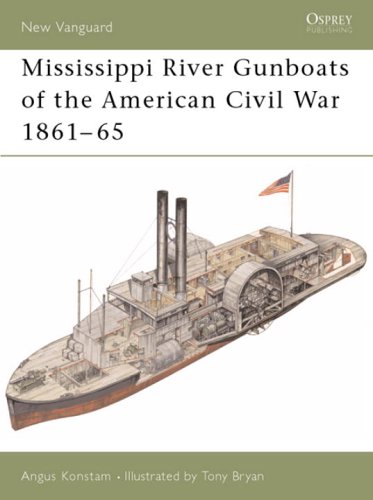 New Vanguard
OSPREY
PUBLISHING
Mississippi River Gunboats
of the American Civil War
1861–65
Angus Konstam • Illustrated by Tony Bryan